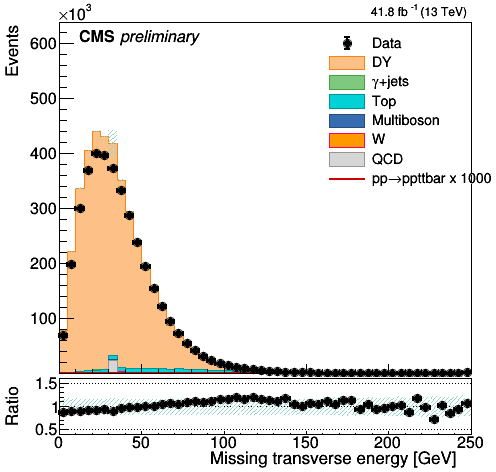 ×10³
41.8 fb⁻¹ (13 TeV)
CMS preliminary
Events
600
500
400
300
200
100
Data
DY
γ+jets
Top
Multiboson
W
QCD
pp→ppttbar x 1000
Ratio
1.5
1
0.5
0 50 100 150 200 250
Missing transverse energy [GeV]